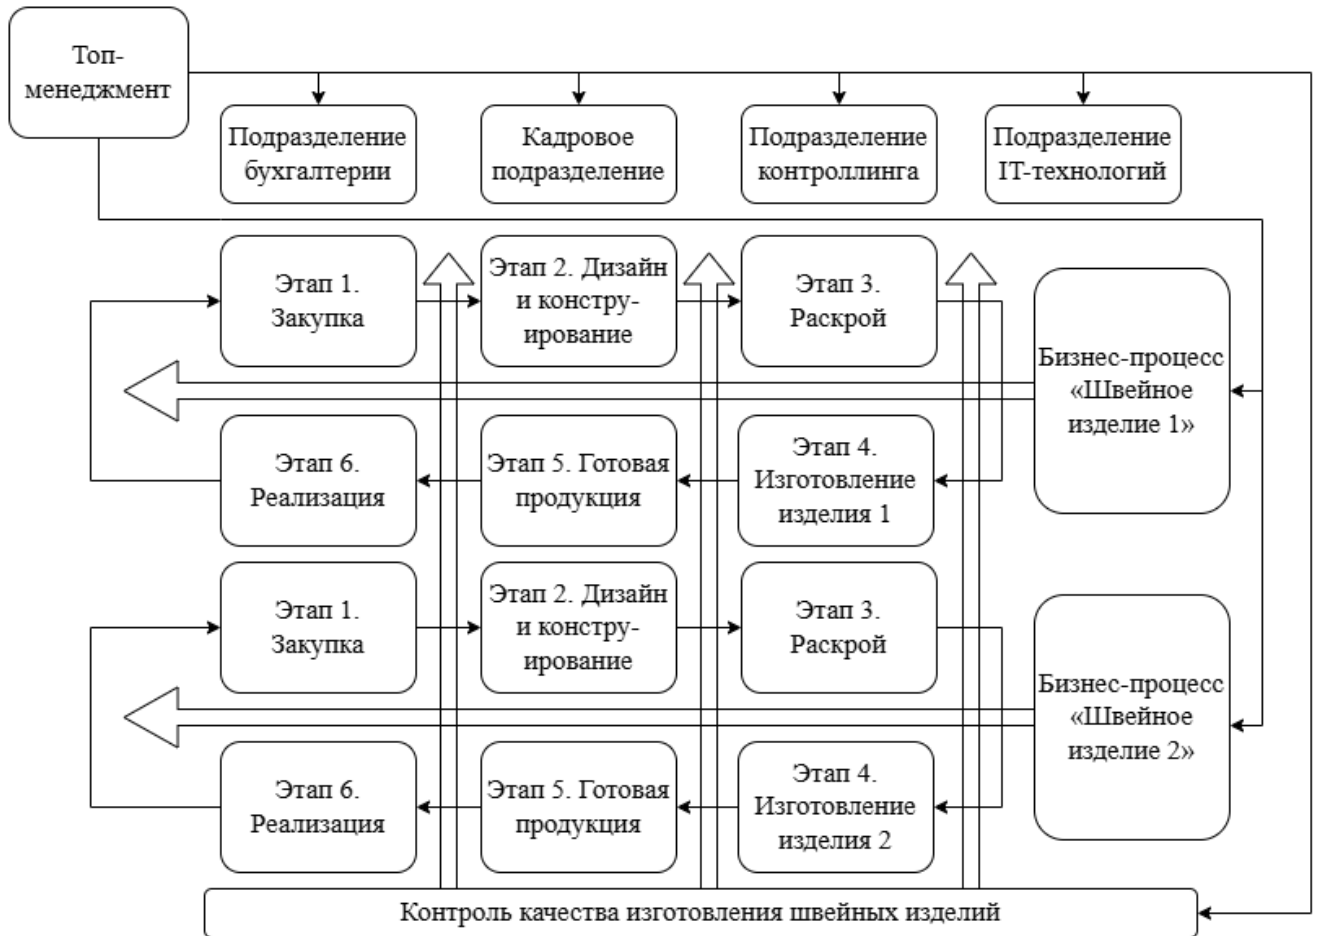 Топ-
менеджмент
Подразделение
бухгалтерии
Кадровое
подразделение
Подразделение
контроллинга
Подразделение
IT-технологий
Этап 1.
Закупка
Этап 2. Дизайн
и констру-
ирование
Этап 3.
Раскрой
Бизнес-процесс
«Швейное
изделие 1»
Этап 6.
Реализация
Этап 5. Готовая
продукция
Этап 4.
Изготовление
изделия 1
Этап 1.
Закупка
Этап 2. Дизайн
и констру-
ирование
Этап 3.
Раскрой
Бизнес-процесс
«Швейное
изделие 2»
Этап 6.
Реализация
Этап 5. Готовая
продукция
Этап 4.
Изготовление
изделия 2
Контроль качества изготовления швейных изделий